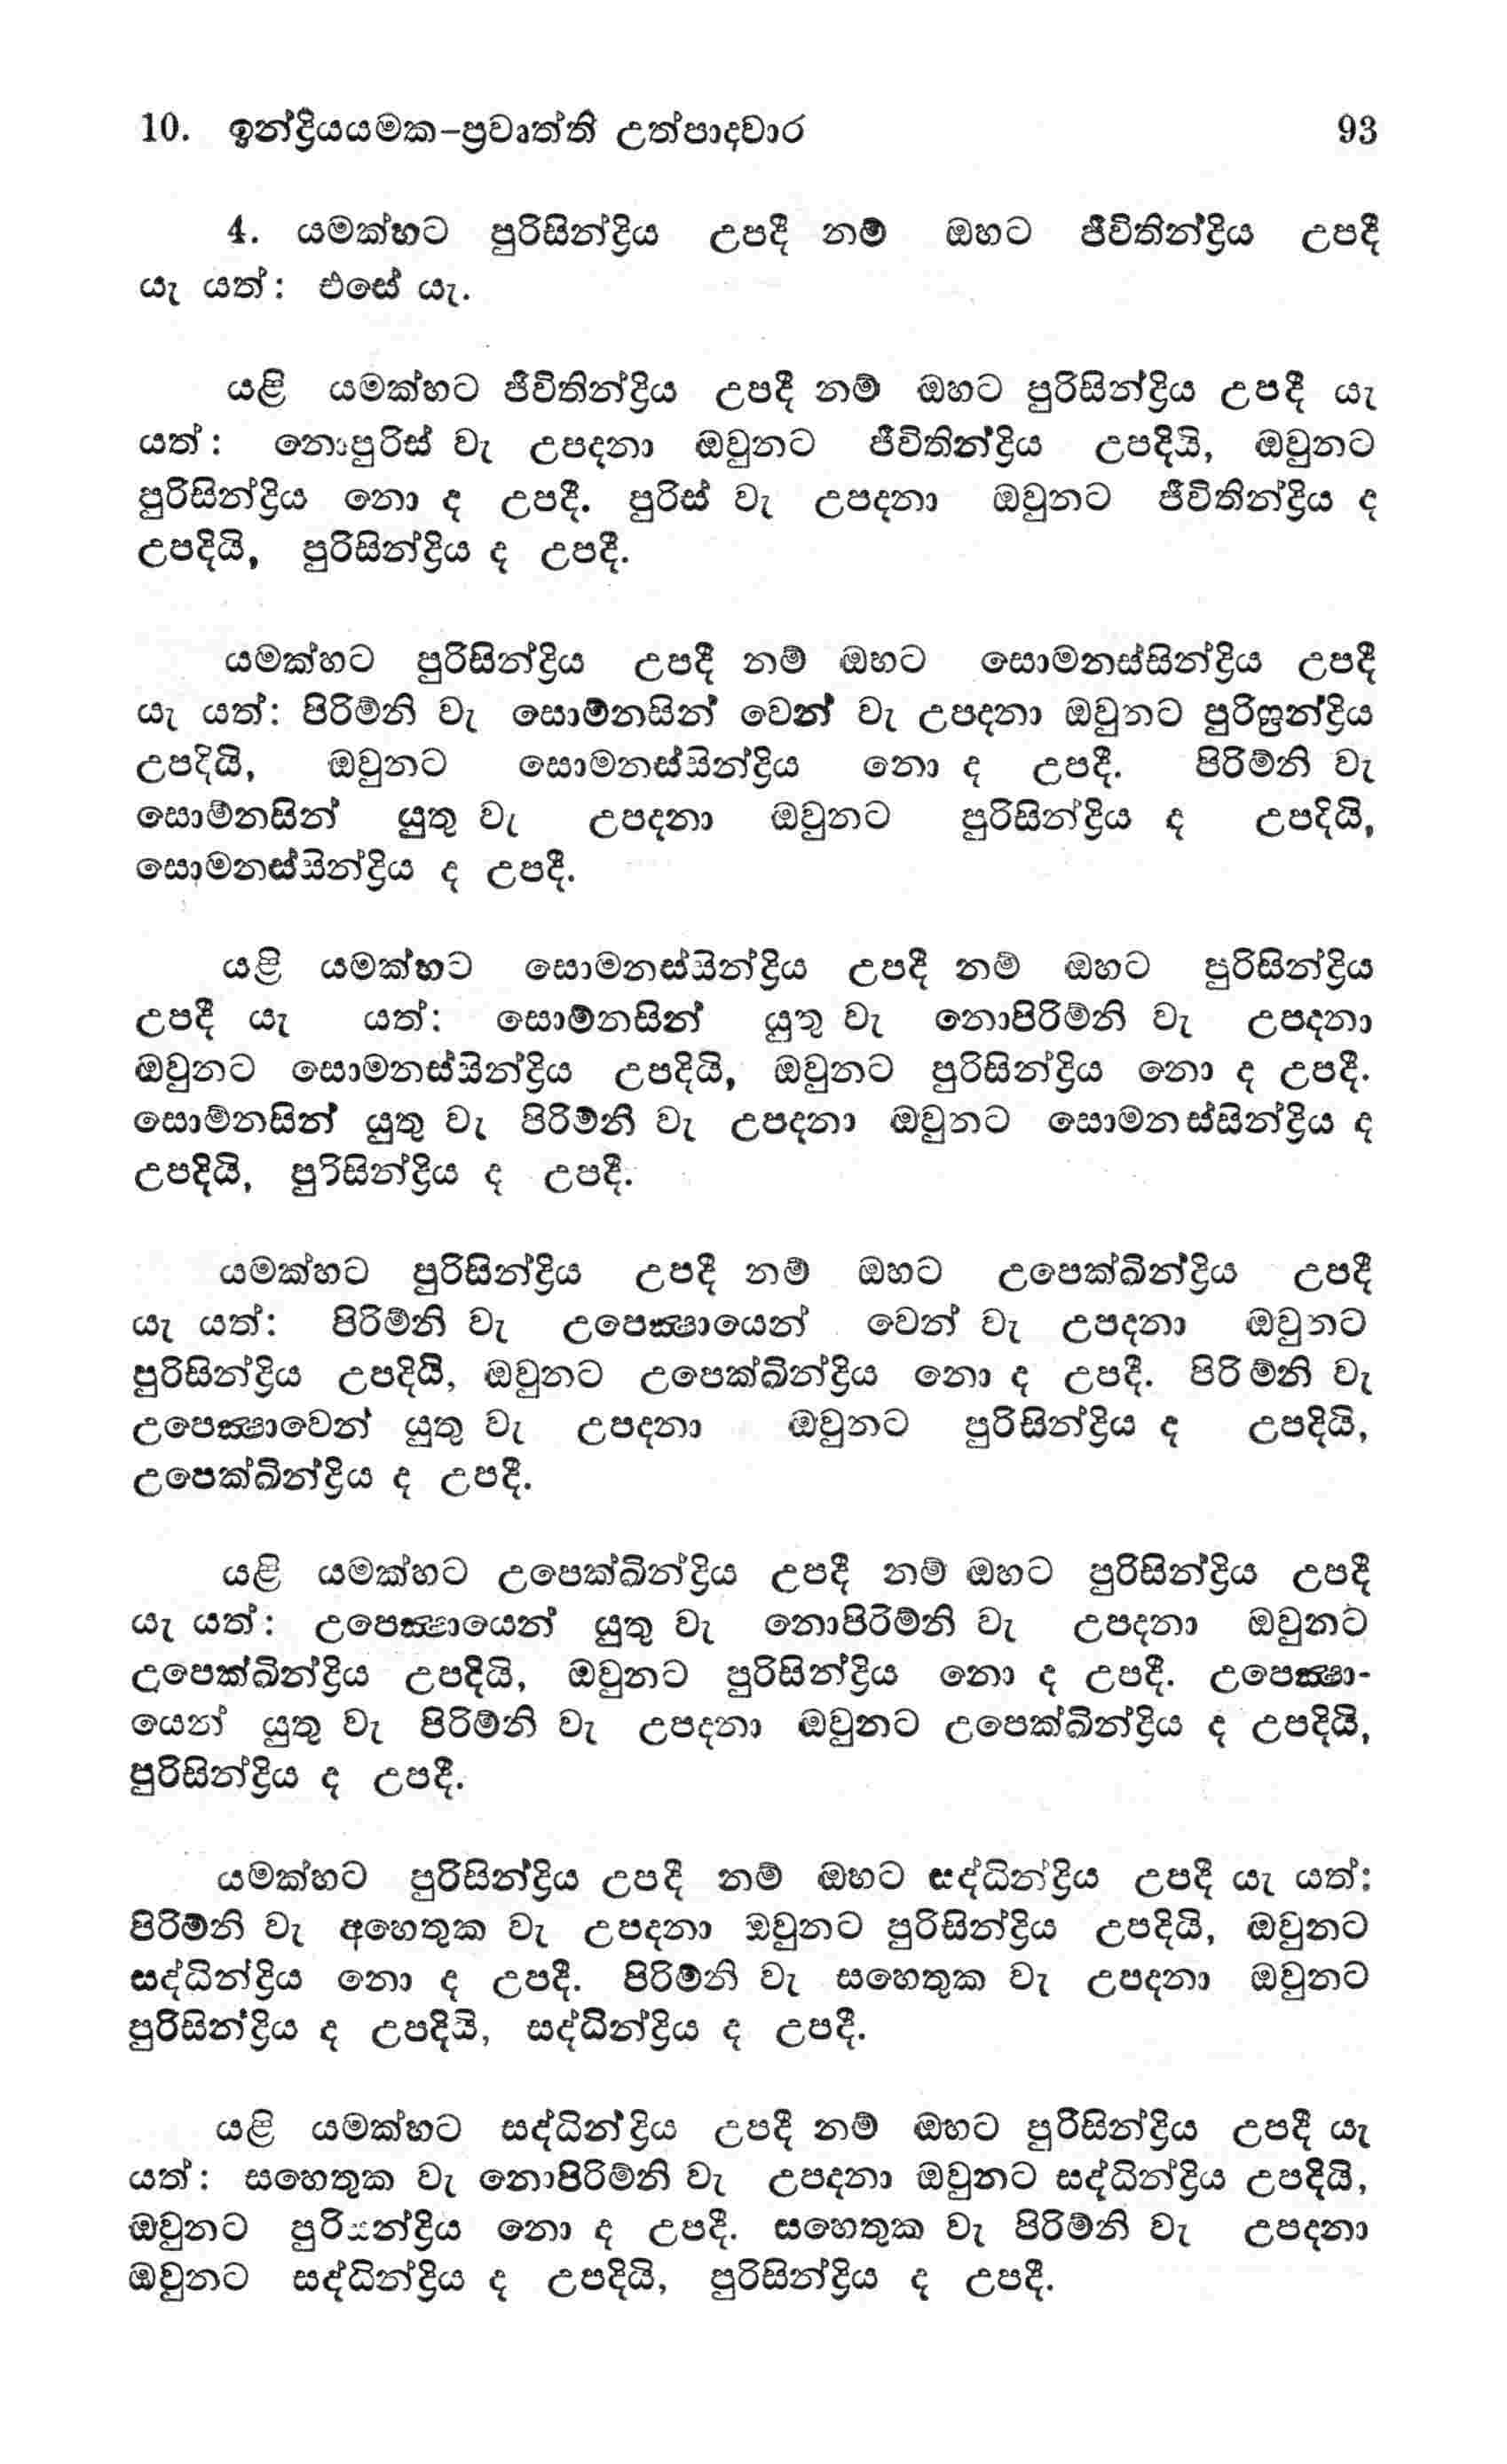 10. ඉන්ද්‍රියයමක-ප්‍රවෘත්ති උත්පාදවාර 93
4. යමක්හට පුරිසින්ද්‍රිය උපදී නම් ඔහට ජීවිතින්ද්‍රිය උපදී
යැ යත්: එසේ යැ.
යළි යමක්හට ජීවිතින්ද්‍රිය උපදී නම් ඔහට පුරිසින්ද්‍රිය උපදී යැ
යත්: නොපුරිස් වැ උපදනා ඔවුනට ජීවිතින්ද්‍රිය උපදියි, ඔවුනට
පුරිසින්ද්‍රිය නො ද උපදී. පුරිස් වැ උපදනා ඔවුනට ජීවිතින්ද්‍රිය ද
උපදියි, පුරිසින්ද්‍රිය ද උපදී.
යමක්හට පුරිසින්ද්‍රිය උපදී නම් ඔහට සොමනස්සින්ද්‍රිය උපදී
යැ යත්: පිරිම්නි වැ සොම්නසින් වෙන් වැ උපදනා ඔවුනට පුරිසින්ද්‍රිය
උපදියි, ඔවුනට සොමනස්සින්ද්‍රිය නො ද උපදී. පිරිම්නි වැ
සොම්නසින් යුතු වැ උපදනා ඔවුනට පුරිසින්ද්‍රිය ද උපදියි,
සොමනස්සින්ද්‍රිය ද උපදී.
යළි යමක්හට සොමනස්සින්ද්‍රිය උපදී නම් ඔහට පුරිසින්ද්‍රිය
උපදී යැ යත්: සොම්නසින් යුතු වැ නොපිරිම්නි වැ උපදනා
ඔවුනට සොමනස්සින්ද්‍රිය උපදියි, ඔවුනට පුරිසින්ද්‍රිය නො ද උපදී.
සොම්නසින් යුතු වැ පිරිම්නි වැ උපදනා ඔවුනට සොමනස්සින්ද්‍රිය ද
උපදියි, පුරිසින්ද්‍රිය ද උපදී.
යමක්හට පුරිසින්ද්‍රිය උපදී නම් ඔහට උපෙක්ඛින්ද්‍රිය උපදී
යැ යත්: පිරිම්නි වැ උපෙක්‍ෂායෙන් වෙන් වැ උපදනා ඔවුනට
පුරිසින්ද්‍රිය උපදියි, ඔවුනට උපෙක්ඛින්ද්‍රිය නො ද උපදී. පිරිම්නි වැ
උපෙක්‍ෂාවෙන් යුතු වැ උපදනා ඔවුනට පුරිසින්ද්‍රිය ද උපදියි,
උපෙක්ඛින්ද්‍රිය ද උපදී.
යළි යමක්හට උපෙක්ඛින්ද්‍රිය උපදී නම් ඔහට පුරිසින්ද්‍රිය උපදී
යැ යත්: උපෙක්‍ෂායෙන් යුතු වැ නොපිරිම්නි වැ උපදනා ඔවුනට
උපෙක්ඛින්ද්‍රිය උපදියි, ඔවුනට පුරිසින්ද්‍රිය නො ද උපදී. උපෙක්‍ෂා-
යෙන් යුතු වැ පිරිම්නි වැ උපදනා ඔවුනට උපෙක්ඛින්ද්‍රිය ද උපදියි,
පුරිසින්ද්‍රිය ද උපදී.
යමක්හට පුරිසින්ද්‍රිය උපදී නම් ඔහට සද්ධින්ද්‍රිය උපදී යැ යත්:
පිරිම්නි වැ අහෙතුක වැ උපදනා ඔවුනට පුරිසින්ද්‍රිය උපදියි, ඔවුනට
සද්ධින්ද්‍රිය නො ද උපදී. පිරිම්නි වැ සහෙතුක වැ උපදනා ඔවුනට
පුරිසින්ද්‍රිය ද උපදියි, සද්ධින්ද්‍රිය ද උපදී.
යළි යමක්හට සද්ධින්ද්‍රිය උපදී නම් ඔහට පුරිසින්ද්‍රිය උපදී යැ
යත්: සහෙතුක වැ නොපිරිම්නි වැ උපදනා ඔවුනට සද්ධින්ද්‍රිය උපදියි,
ඔවුනට පුරිසින්ද්‍රිය නො ද උපදී. සහෙතුක වැ පිරිම්නි වැ උපදනා
ඔවුනට සද්ධින්ද්‍රිය ද උපදියි, පුරිසින්ද්‍රිය ද උපදී.